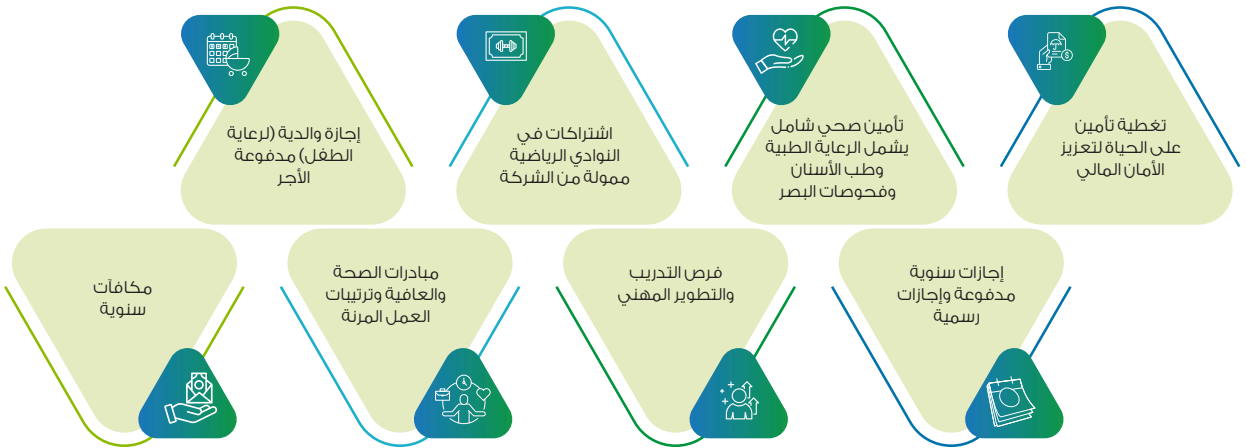 تغطية تأمين
على الحياة لتعزيز
الأمان المالي
تأمين صحي شامل
يشمل الرعاية الطبية
وطب الأسنان
وفحوصات البصر
اشتراكات في
النوادي الرياضية
ممولة من الشركة
إجازة والدية (لرعاية
الطفل) مدفوعة
الأجر
إجازات سنوية
مدفوعة وإجازات
رسمية
فرص التدريب
والتطوير المهني
مبادرات الصحة
والعافية وترتيبات
العمل المرنة
مكافآت
سنوية